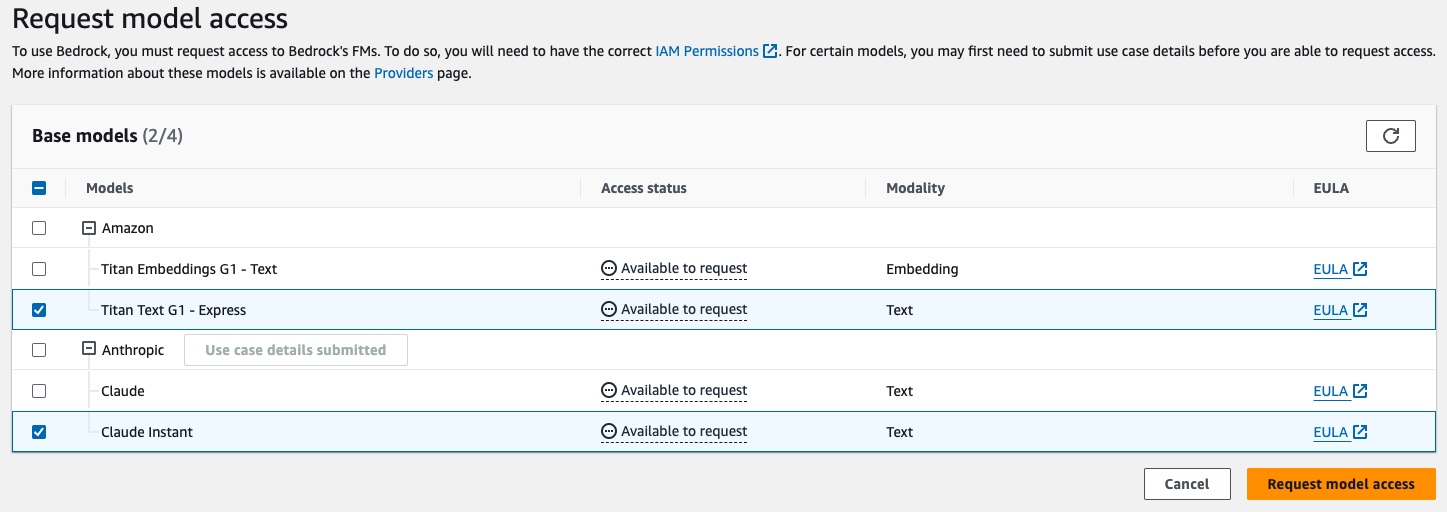 Request model access
To use Bedrock, you must request access to Bedrock's FMs. To do so, you will need to have the correct IAM Permissions. For certain models, you may first need to submit use case details before you are able to request access.
More information about these models is available on the Providers page.
Base models (2/4)
Models Access status Modality EULA
Amazon
Titan Embeddings G1 - Text Available to request Embedding EULA
Titan Text G1 - Express Available to request Text EULA
Anthropic Use case details submitted
Claude Available to request Text EULA
Claude Instant Available to request Text EULA
Cancel Request model access